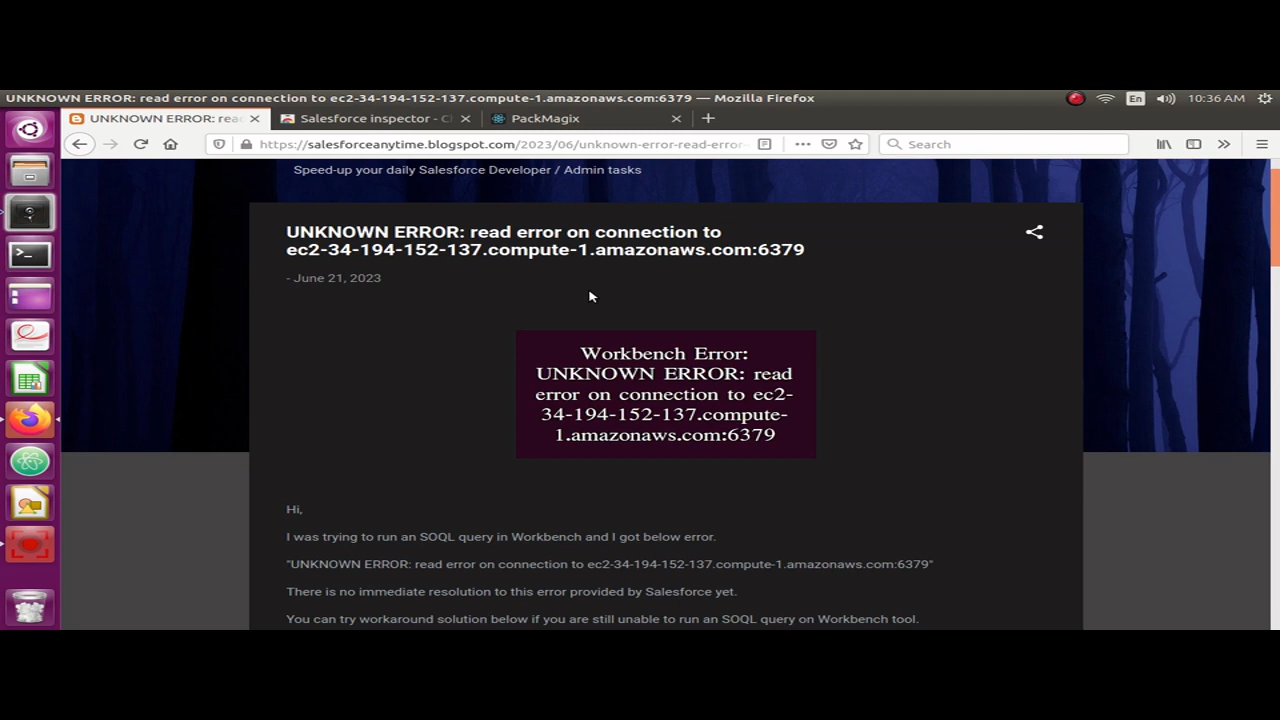 UNKNOWN ERROR: read error on connection to ec2-34-194-152-137.compute-1.amazonaws.com:6379 — Mozilla Firefox
En
10:36 AM
UNKNOWN ERROR: rea
Salesforce inspector - C
PackMagix
https://salesforceanytime.blogspot.com/2023/06/unknown-error-read-error-
Search
Speed-up your daily Salesforce Developer / Admin tasks
UNKNOWN ERROR: read error on connection to
ec2-34-194-152-137.compute-1.amazonaws.com:6379
- June 21, 2023
Workbench Error:
UNKNOWN ERROR: read
error on connection to ec2-
34-194-152-137.compute-
1.amazonaws.com:6379
Hi,
I was trying to run an SOQL query in Workbench and I got below error.
"UNKNOWN ERROR: read error on connection to ec2-34-194-152-137.compute-1.amazonaws.com:6379"
There is no immediate resolution to this error provided by Salesforce yet.
You can try workaround solution below if you are still unable to run an SOQL query on Workbench tool.